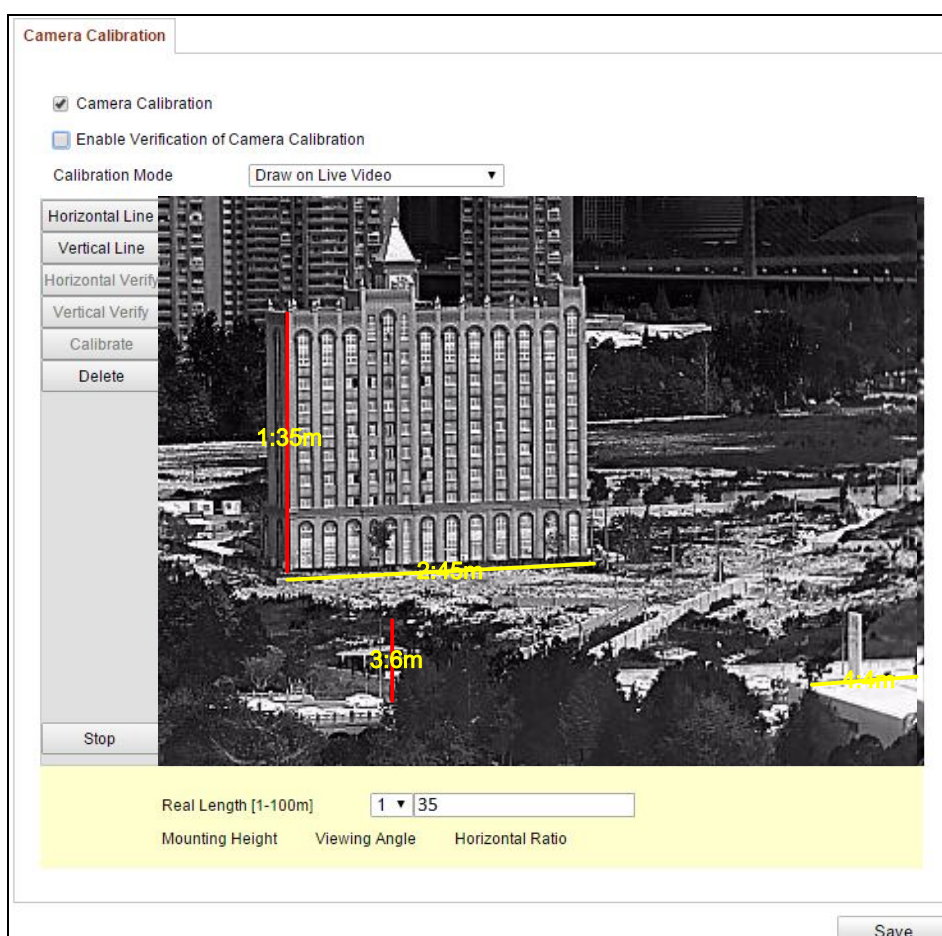 Camera Calibration
Camera Calibration
Enable Verification of Camera Calibration
Calibration Mode Draw on Live Video
Horizontal Line
Vertical Line
Horizontal Verify
Vertical Verify
Calibrate
Delete
1:35m
2:45m
3:6m
4:4m
Stop
Real Length [1-100m] 1 35
Mounting Height Viewing Angle Horizontal Ratio
Save